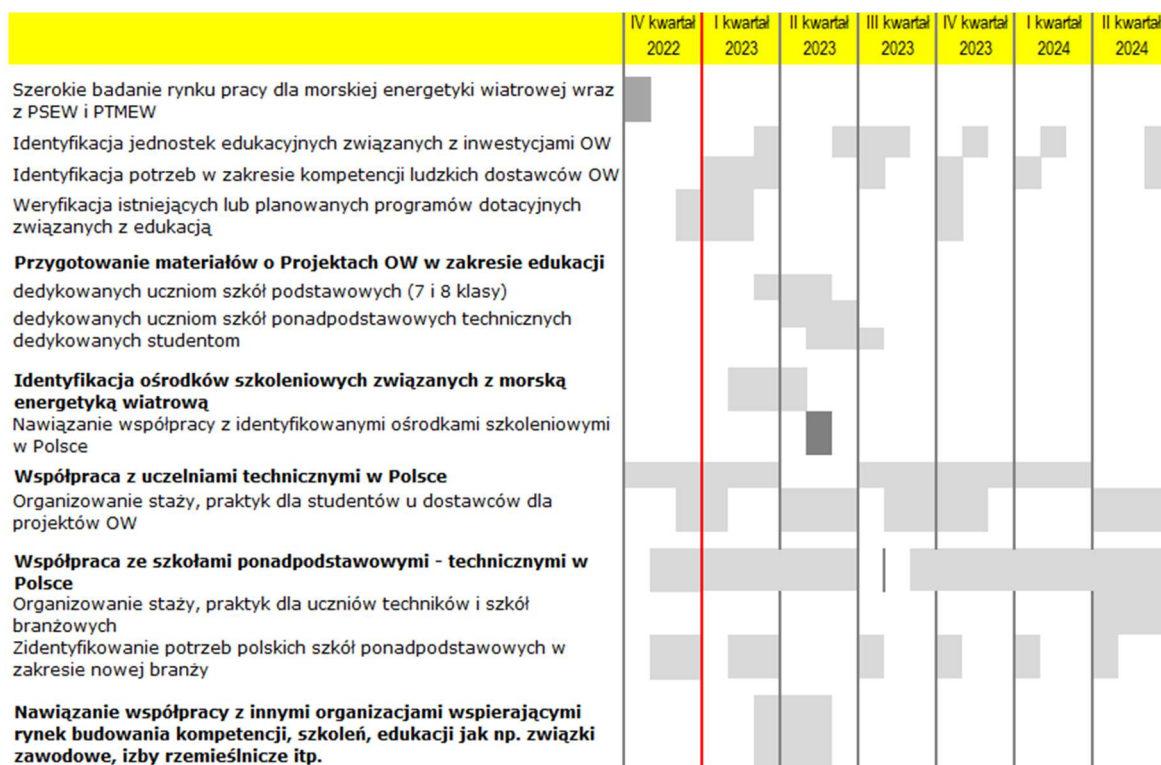 IV kwartał I kwartał II kwartał III kwartał IV kwartał I kwartał II kwartał
2022 2023 2023 2023 2023 2024 2024
Szerokie badanie rynku pracy dla morskiej energetyki wiatrowej wraz
z PSEW i PTMEW
Identyfikacja jednostek edukacyjnych związanych z inwestycjami OW
Identyfikacja potrzeb w zakresie kompetencji ludzkich dostawców OW
Weryfikacja istniejących lub planowanych programów dotacyjnych
związanych z edukacją
Przygotowanie materiałów o Projektach OW w zakresie edukacji
dedykowanych uczniom szkół podstawowych (7 i 8 klasy)
dedykowanych uczniom szkół ponadpodstawowych technicznych
dedykowanych studentom
Identyfikacja ośrodków szkoleniowych związanych z morską
energetyką wiatrową
Nawiązanie współpracy z identyfikowanymi ośrodkami szkoleniowymi
w Polsce
Współpraca z uczelniami technicznymi w Polsce
Organizowanie staży, praktyk dla studentów u dostawców dla
projektów OW
Współpraca ze szkołami ponadpodstawowymi - technicznymi w
Polsce
Organizowanie staży, praktyk dla uczniów techników i szkół
branżowych
Zidentyfikowanie potrzeb polskich szkół ponadpodstawowych w
zakresie nowej branży
Nawiązanie współpracy z innymi organizacjami wspierającymi
rynek budowania kompetencji, szkoleń, edukacji jak np. związki
zawodowe, izby rzemieślnicze itp.